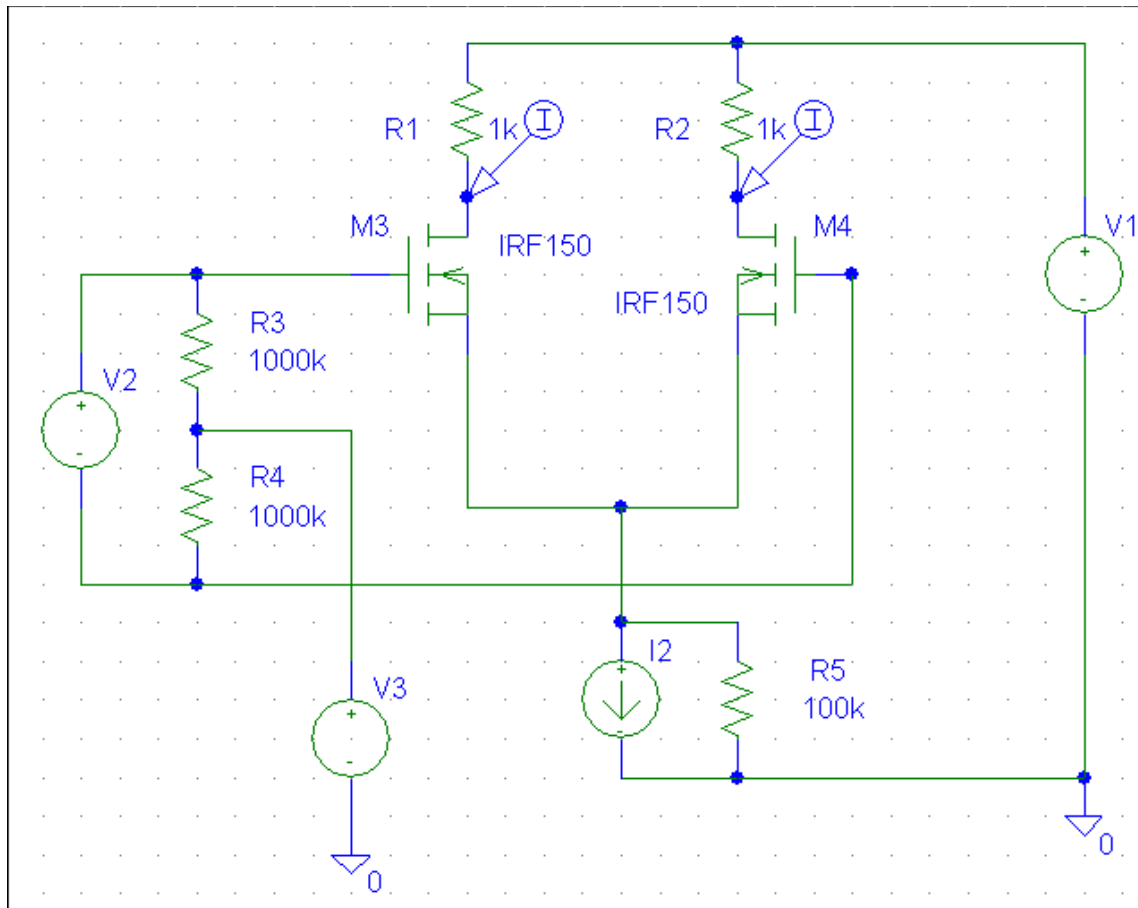 R1
1k
I
R2
1k
I
M3
IRF150
M4
IRF150
V1
+
-
R3
1000k
V2
+
-
R4
1000k
I2
+
-
R5
100k
V3
+
-
0
0